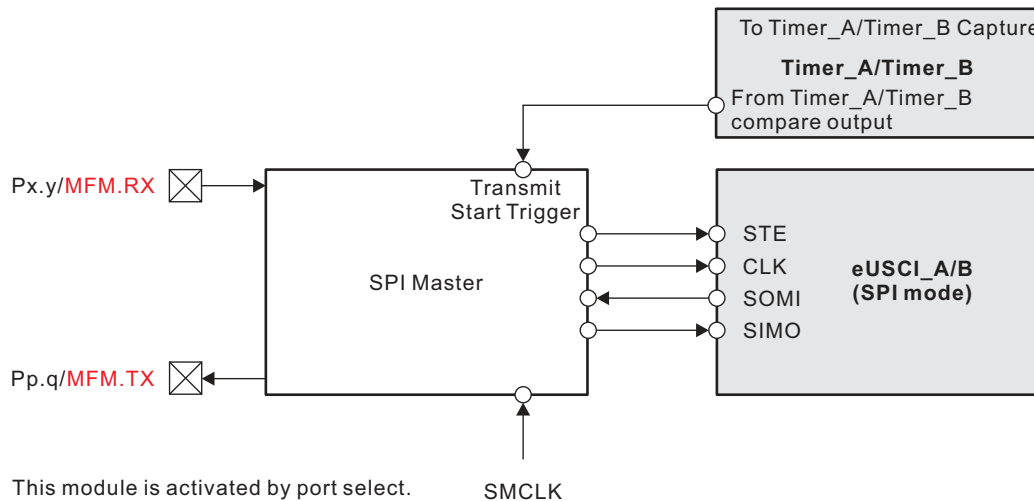 To Timer_A/Timer_B Capture
Timer_A/Timer_B
From Timer_A/Timer_B
compare output
Px.y/MFM.RX
Transmit
Start Trigger
STE
CLK
SOMI
SIMO
eUSCI_A/B
(SPI mode)
SPI Master
Pp.q/MFM.TX
This module is activated by port select.
SMCLK